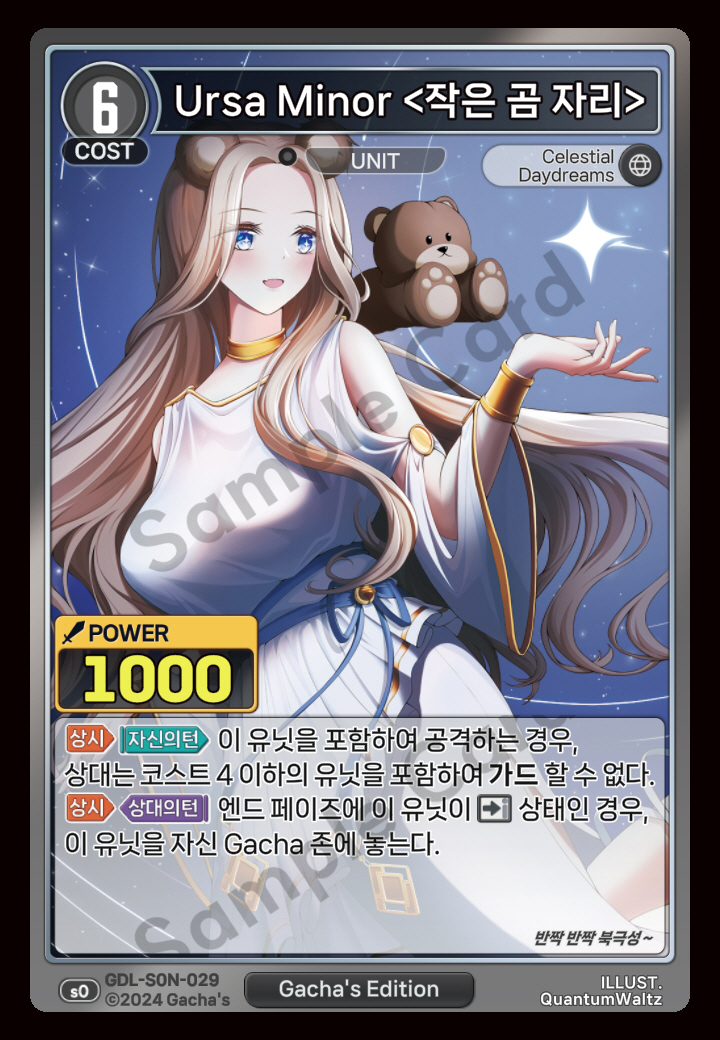 6
COST
Ursa Minor <작은 곰 자리>
UNIT
Celestial
Daydreams
Sample Card
POWER
1000
상시 자신의턴 이 유닛을 포함하여 공격하는 경우,
상대는 코스트 4 이하의 유닛을 포함하여 가드 할 수 없다.
상시 상대의턴 엔드 페이즈에 이 유닛이 상태인 경우,
이 유닛을 자신 Gacha 존에 놓는다.
Sample Card
반짝 반짝 북극성~
s0
GDL-S0N-029
©2024 Gacha's
Gacha's Edition
ILLUST.
QuantumWaltz